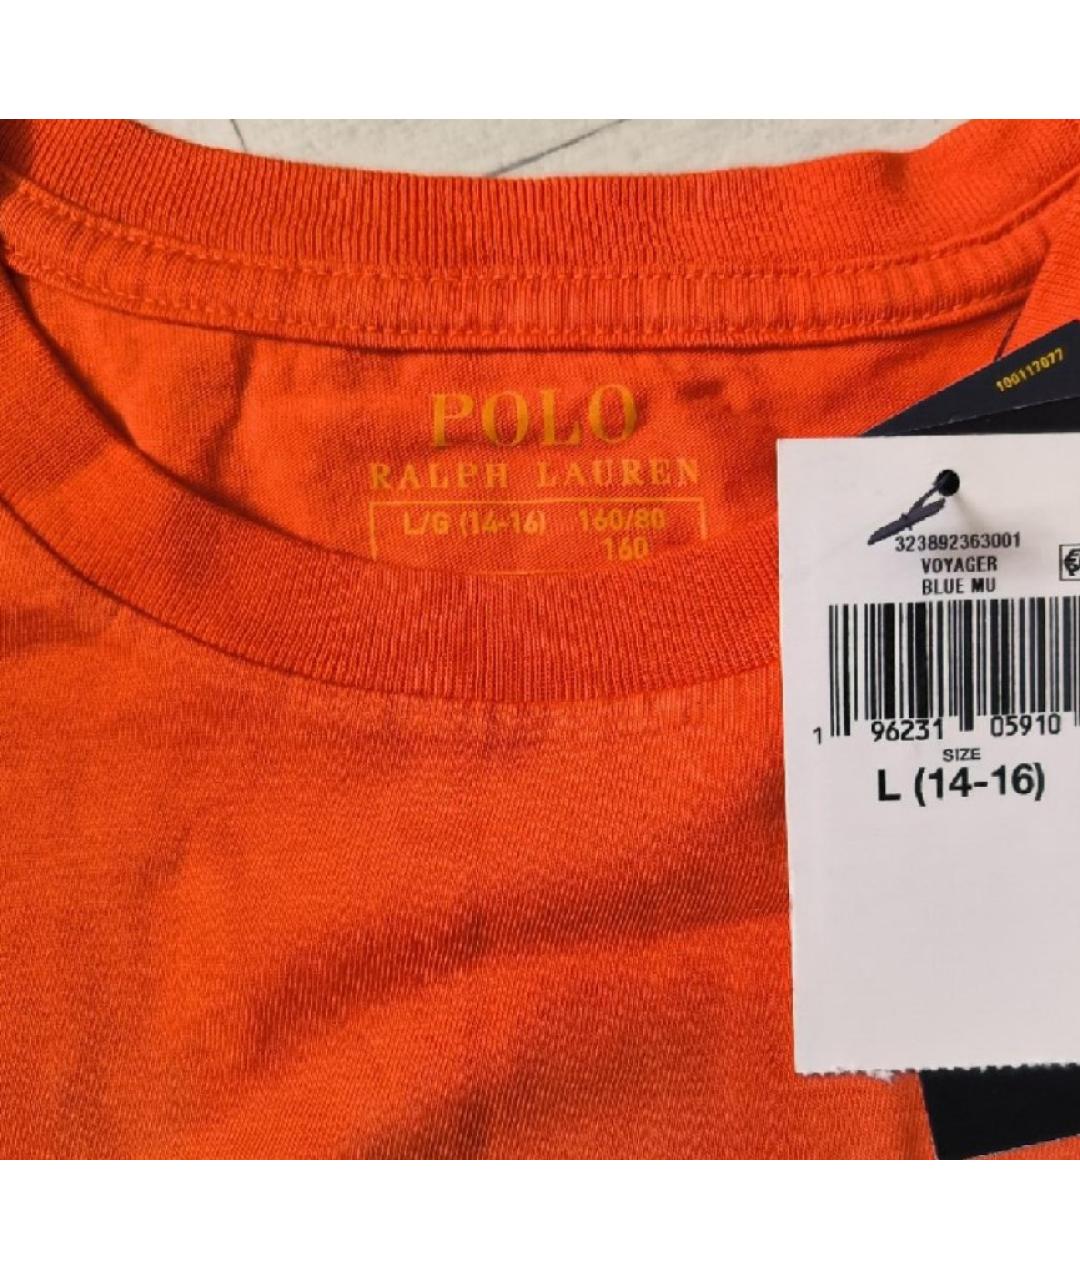 POLO
RALPH LAUREN
L/G (14-16) 160/80
160
100117077
323892363001
VOYAGER
BLUE MU
1 96231 05910
SIZE
L (14-16)